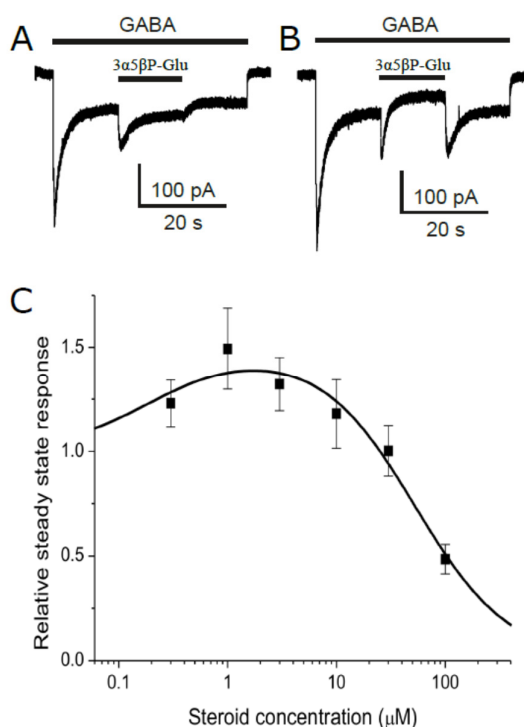 A
GABA
3α5βP-Glu
100 pA
20 s
B
GABA
3α5βP-Glu
100 pA
20 s
C
Relative steady state response
1.5
1.0
0.5
0.0
0.1 1 10 100
Steroid concentration (μM)